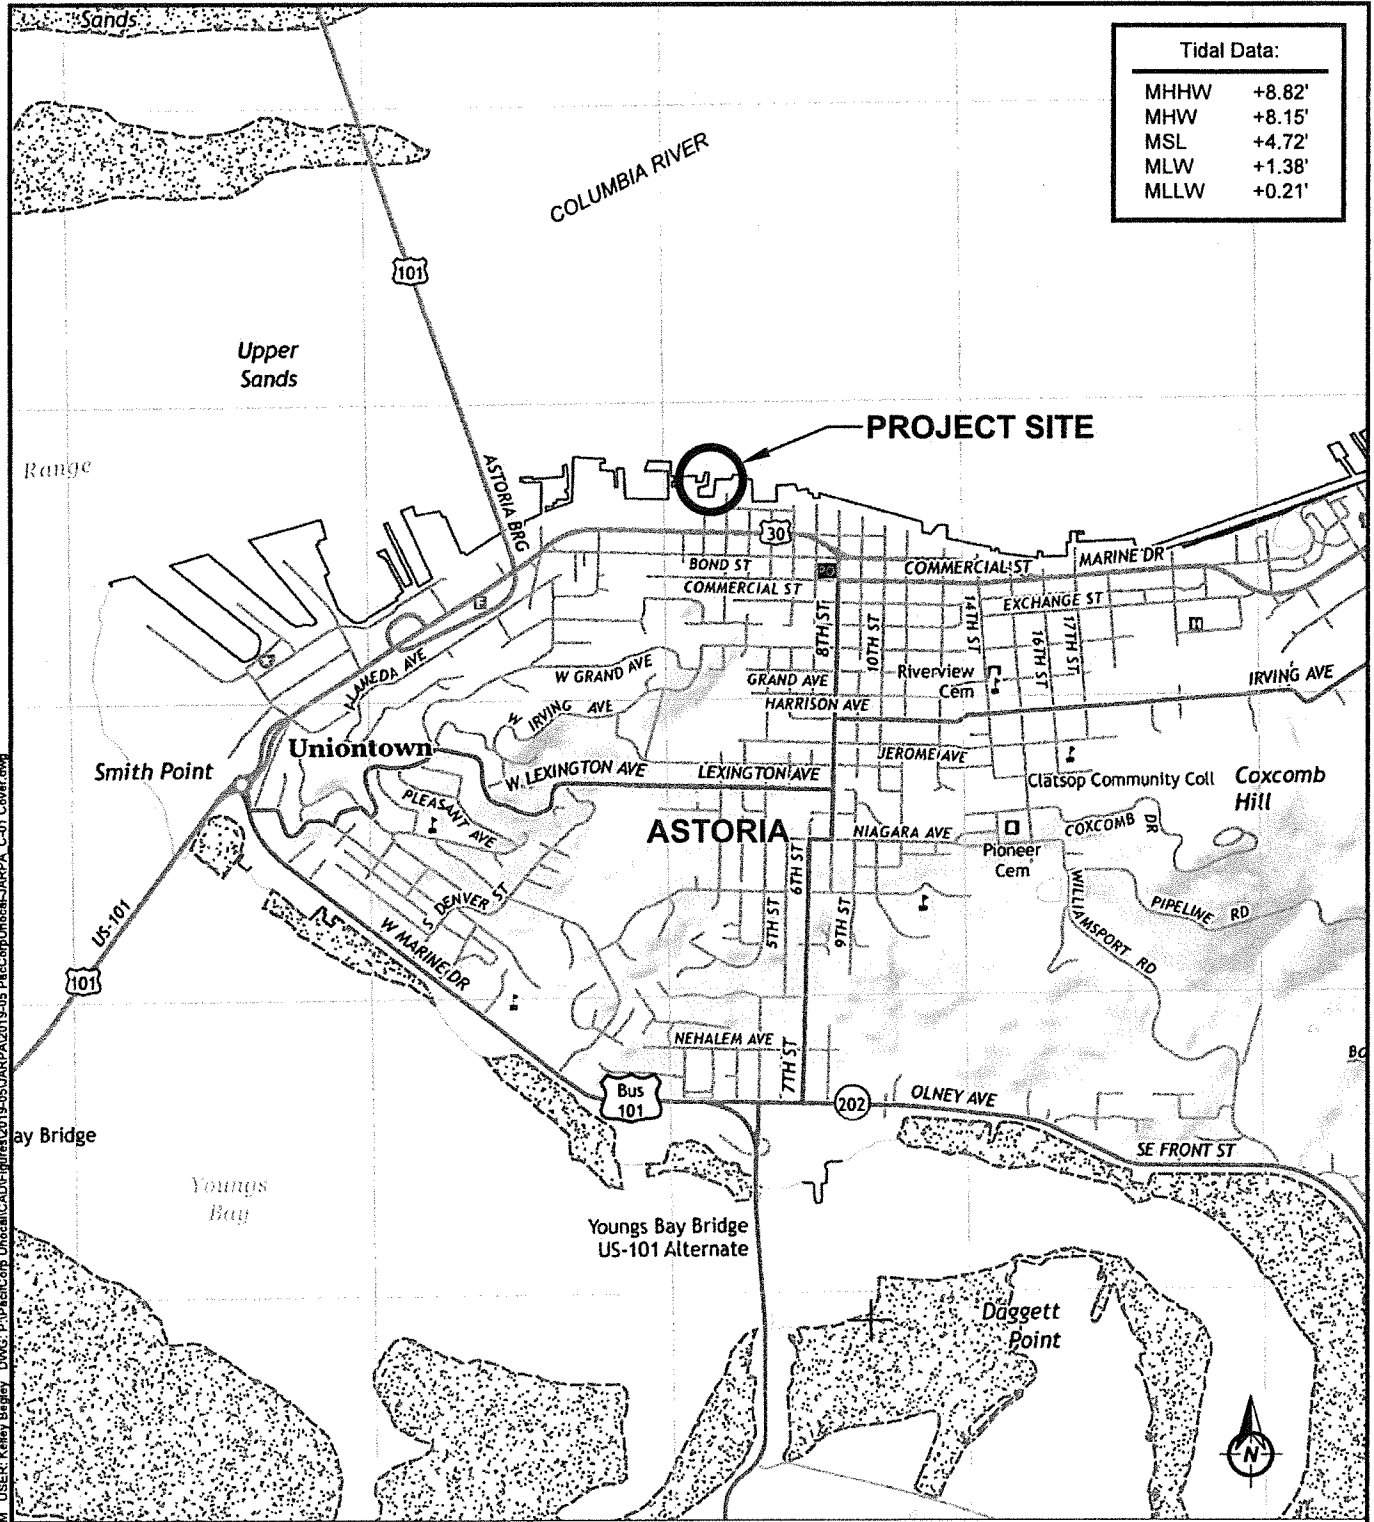 Sands
Tidal Data:
MHHW +8.82'
MHW +8.15'
MSL +4.72'
MLW +1.38'
MLLW +0.21'
COLUMBIA RIVER
101
Upper
Sands
PROJECT SITE
Range
ASTORIA BRG
30
BOND ST
PO
COMMERCIAL ST
MARINE DR
COMMERCIAL ST
EXCHANGE ST
8TH ST
10TH ST
14TH ST
16TH ST
17TH ST
ALAMEDA AVE
W GRAND AVE
GRAND AVE
Riverview
Cem
IRVING AVE
HARRISON AVE
W IRVING AVE
Uniontown
JEROME AVE
Smith Point
W LEXINGTON AVE
LEXINGTON AVE
Clatsop Community Coll
Coxcomb
Hill
PLEASANT AVE
ASTORIA
NIAGARA AVE
COXCOMB DR
Pioneer
Cem
6TH ST
S DENVER ST
5TH ST
9TH ST
WILLIAMSPORT RD
PIPELINE RD
US-101
W MARINE DR
101
NEHALEM AVE
7TH ST
Bus
101
202
OLNEY AVE
ay Bridge
SE FRONT ST
Youngs
Bay
Youngs Bay Bridge
US-101 Alternate
Daggett
Point
N